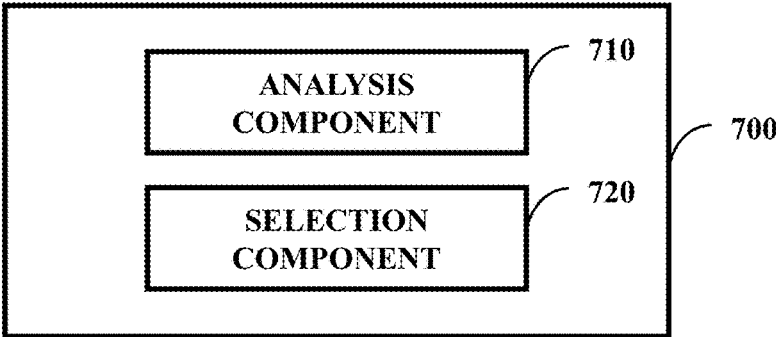 710
ANALYSIS
COMPONENT
700
720
SELECTION
COMPONENT